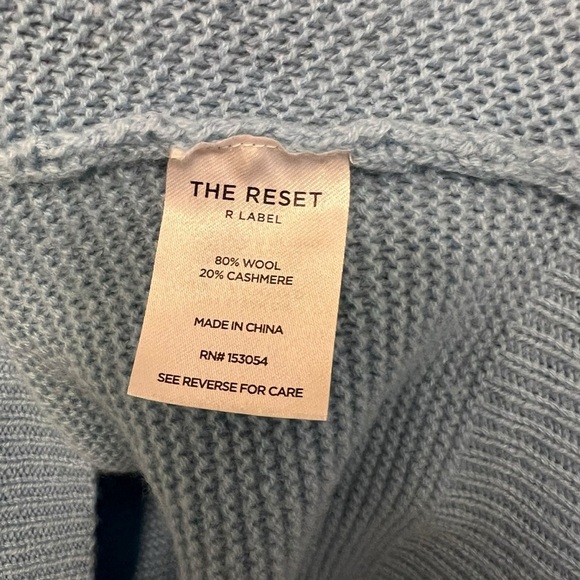 THE RESET
R LABEL
80% WOOL
20% CASHMERE
MADE IN CHINA
RN# 153054
SEE REVERSE FOR CARE